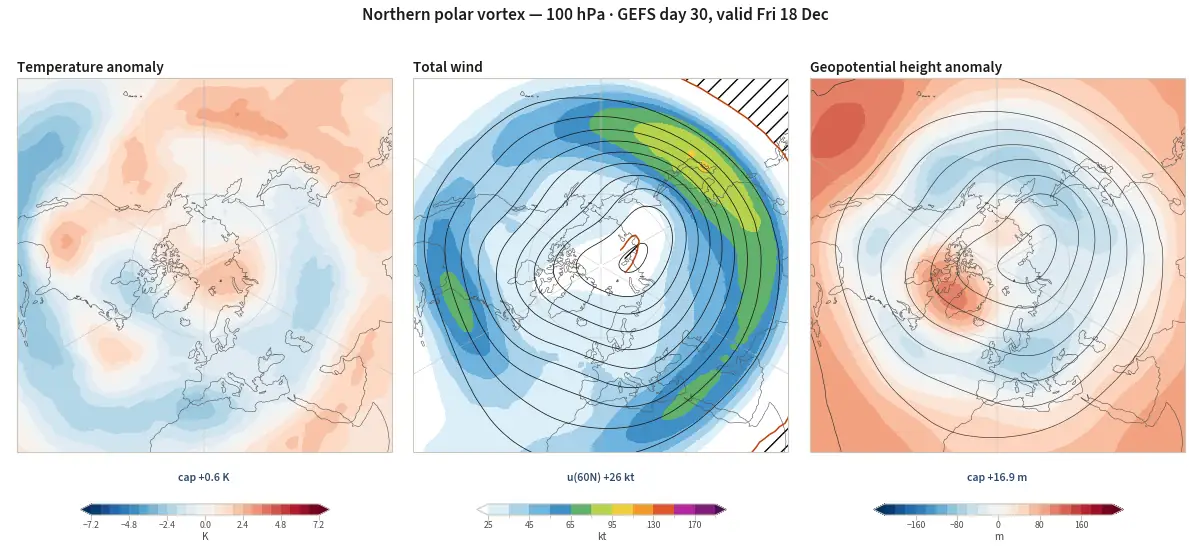 Northern polar vortex — 100 hPa · GEFS day 30, valid Fri 18 Dec
Temperature anomaly
Total wind
Geopotential height anomaly
cap +0.6 K
u(60N) +26 kt
cap +16.9 m
−7.2 −4.8 −2.4 0.0 2.4 4.8 7.2
K
25 45 65 95 130 170
kt
−160 −80 0 80 160
m